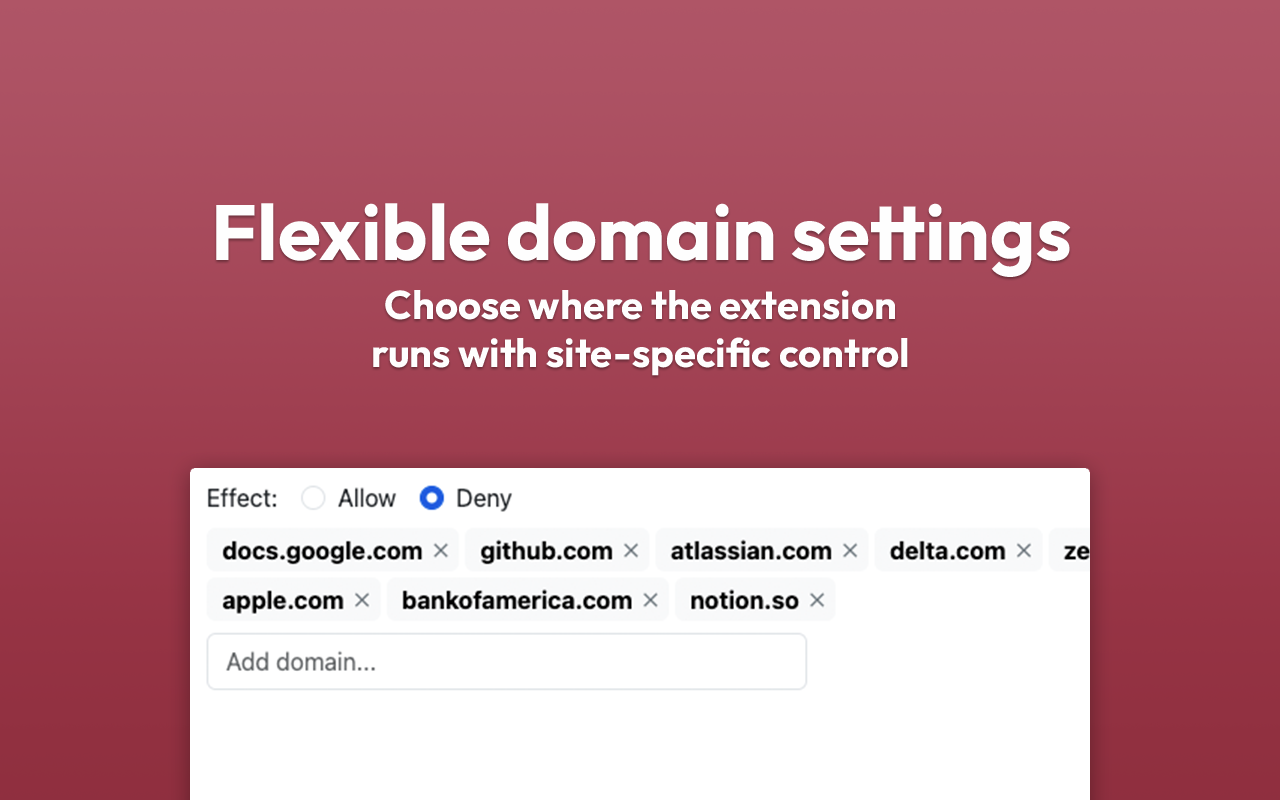 Flexible domain settings
Choose where the extension
runs with site-specific control
Effect: Allow Deny
docs.google.com × github.com × atlassian.com × delta.com × ze
apple.com × bankofamerica.com × notion.so ×
Add domain...